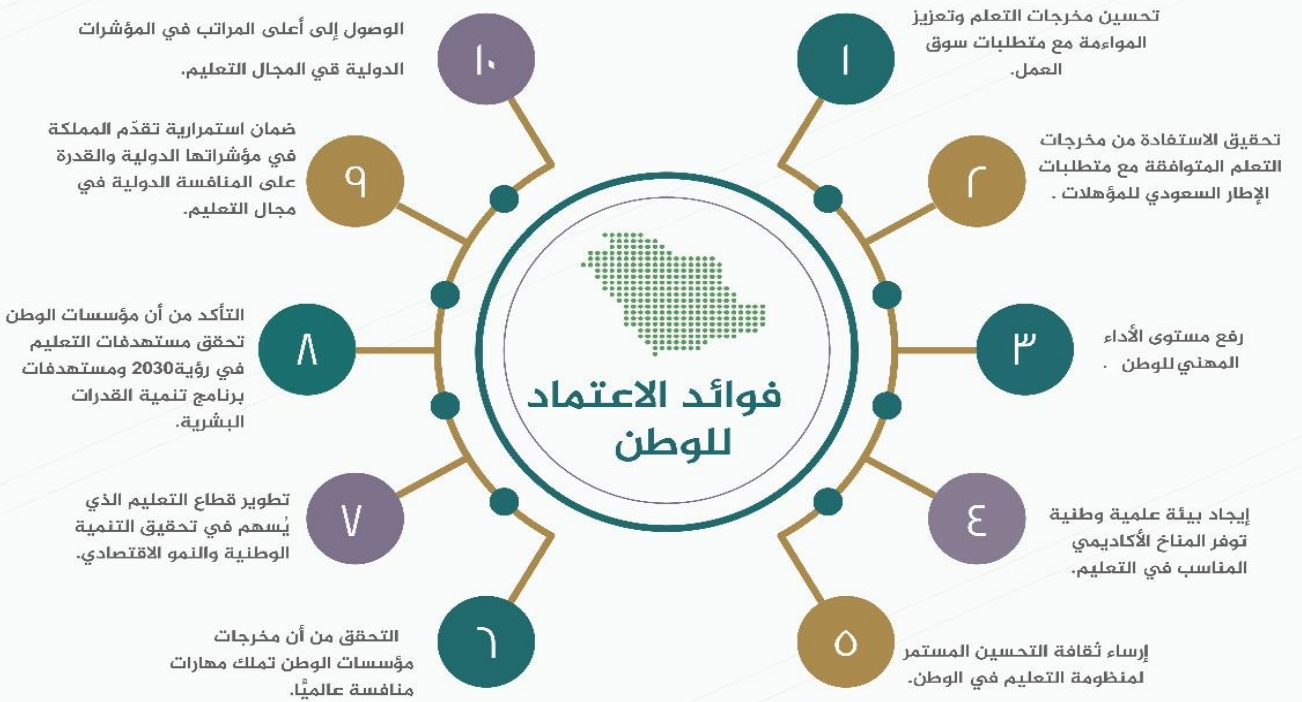 فوائد الاعتماد
للوطن
١
تحسين مخرجات التعلم وتعزيز
المواءمة مع متطلبات سوق
العمل.
٢
تحقيق الاستفادة من مخرجات
التعلم المتوافقة مع متطلبات
الإطار السعودي للمؤهلات .
٣
رفع مستوى الأداء
المهني للوطن .
٤
إيجاد بيئة علمية وطنية
توفر المناخ الأكاديمي
المناسب في التعليم.
٥
إرساء ثقافة التحسين المستمر
لمنظومة التعليم في الوطن.
٦
التحقق من أن مخرجات
مؤسسات الوطن تملك مهارات
منافسة عالميًا.
٧
تطوير قطاع التعليم الذي
يُسهم في تحقيق التنمية
الوطنية والنمو الاقتصادي.
٨
التأكد من أن مؤسسات الوطن
تحقق مستهدفات التعليم
في رؤية2030 ومستهدفات
برنامج تنمية القدرات
البشرية.
٩
ضمان استمرارية تقدّم المملكة
في مؤشراتها الدولية والقدرة
على المنافسة الدولية في
مجال التعليم.
١٠
الوصول إلى أعلى المراتب في المؤشرات
الدولية قي المجال التعليم.